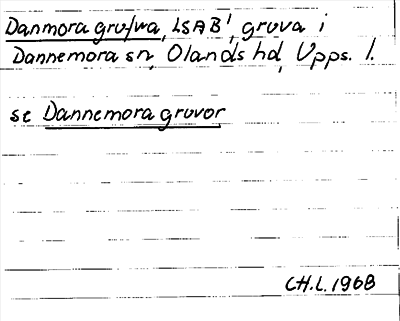 Danmora grufwa, LSAB¹, gruva i
Dannemora sn, Olands hd, Upps. l.
se Dannemora gruvor
CH.L.1968